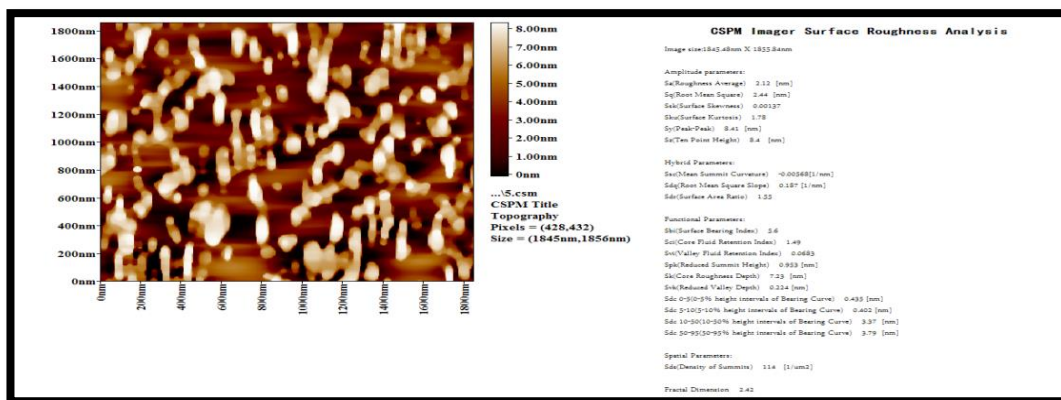 1800nm
1600nm
1400nm
1200nm
1000nm
800nm
600nm
400nm
200nm
0nm
0nm
200nm
400nm
600nm
800nm
1000nm
1200nm
1400nm
1600nm
1800nm
8.00nm
7.00nm
6.00nm
5.00nm
4.00nm
3.00nm
2.00nm
1.00nm
0nm
...\5.csm
CSPM Title
Topography
Pixels = (428,432)
Size = (1845nm,1856nm)
CSPM Imager Surface Roughness Analysis
Image size:1845.48nm X 1855.84nm
Amplitude parameters:
Sa(Roughness Average) 2.12 [nm]
Sq(Root Mean Square) 2.44 [nm]
Ssk(Surface Skewness) 0.00137
Sku(Surface Kurtosis) 1.78
Sy(Peak-Peak) 8.41 [nm]
Sz(Ten Point Height) 8.4 [nm]
Hybrid Parameters:
Ssc(Mean Summit Curvature) -0.00568[1/nm]
Sdq(Root Mean Square Slope) 0.187 [1/nm]
Sdr(Surface Area Ratio) 1.55
Functional Parameters:
Sbi(Surface Bearing Index) 3.6
Sci(Core Fluid Retention Index) 1.49
Svi(Valley Fluid Retention Index) 0.0683
Spk(Reduced Summit Height) 0.953 [nm]
Sk(Core Roughness Depth) 7.23 [nm]
Svk(Reduced Valley Depth) 0.224 [nm]
Sdc 0-5(0-5% height intervals of Bearing Curve) 0.435 [nm]
Sdc 5-10(5-10% height intervals of Bearing Curve) 0.402 [nm]
Sdc 10-50(10-50% height intervals of Bearing Curve) 3.37 [nm]
Sdc 50-95(50-95% height intervals of Bearing Curve) 3.79 [nm]
Spatial Parameters:
Sds(Density of Summits) 114 [1/um2]
Fractal Dimension 2.42